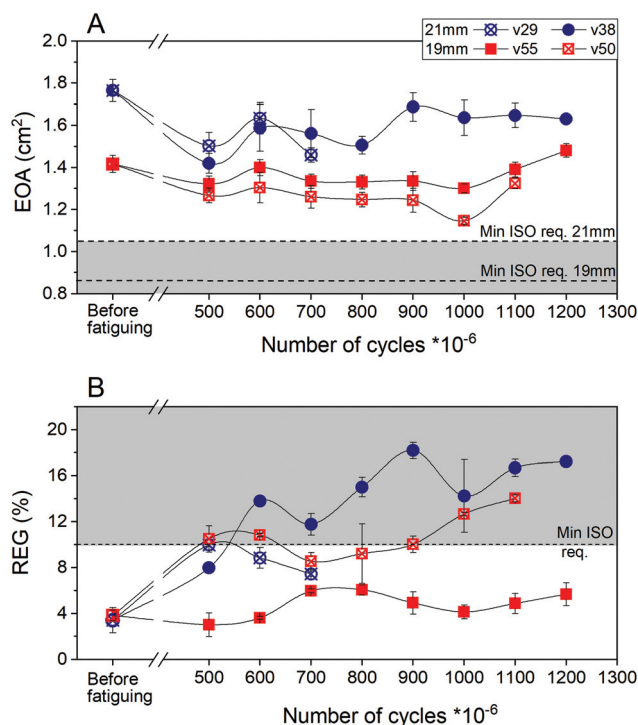 A
21mm v29 v38
19mm v55 v50
2.0
1.8
1.6
1.4
1.2
1.0
0.8
EOA (cm²)
Min ISO req. 21mm
Min ISO req. 19mm
Before
fatiguing
500 600 700 800 900 1000 1100 1200 1300
Number of cycles *10⁻⁶
B
20
16
12
8
4
0
REG (%)
Min ISO
req.
Before
fatiguing
500 600 700 800 900 1000 1100 1200 1300
Number of cycles *10⁻⁶